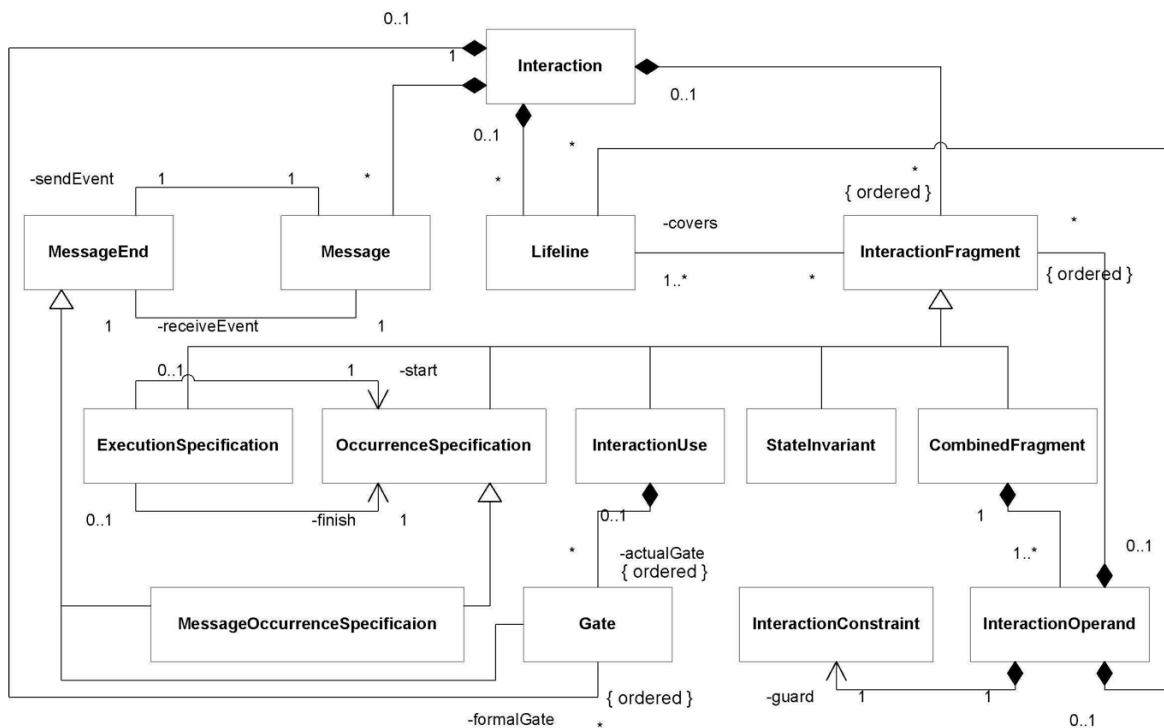 0..1
Interaction
1
0..1
0..1
*
*
*
*
{ ordered }
-sendEvent
1
1
MessageEnd
Message
Lifeline
-covers
InteractionFragment
*
{ ordered }
1..*
*
1
-receiveEvent
1
0..1
1
-start
ExecutionSpecification
OccurrenceSpecification
InteractionUse
StateInvariant
CombinedFragment
0..1
-finish
1
0..1
1
*
-actualGate
{ ordered }
1..*
0..1
MessageOccurrenceSpecificaion
Gate
InteractionConstraint
InteractionOperand
{ ordered }
-guard
1
1
-formalGate
*
0..1